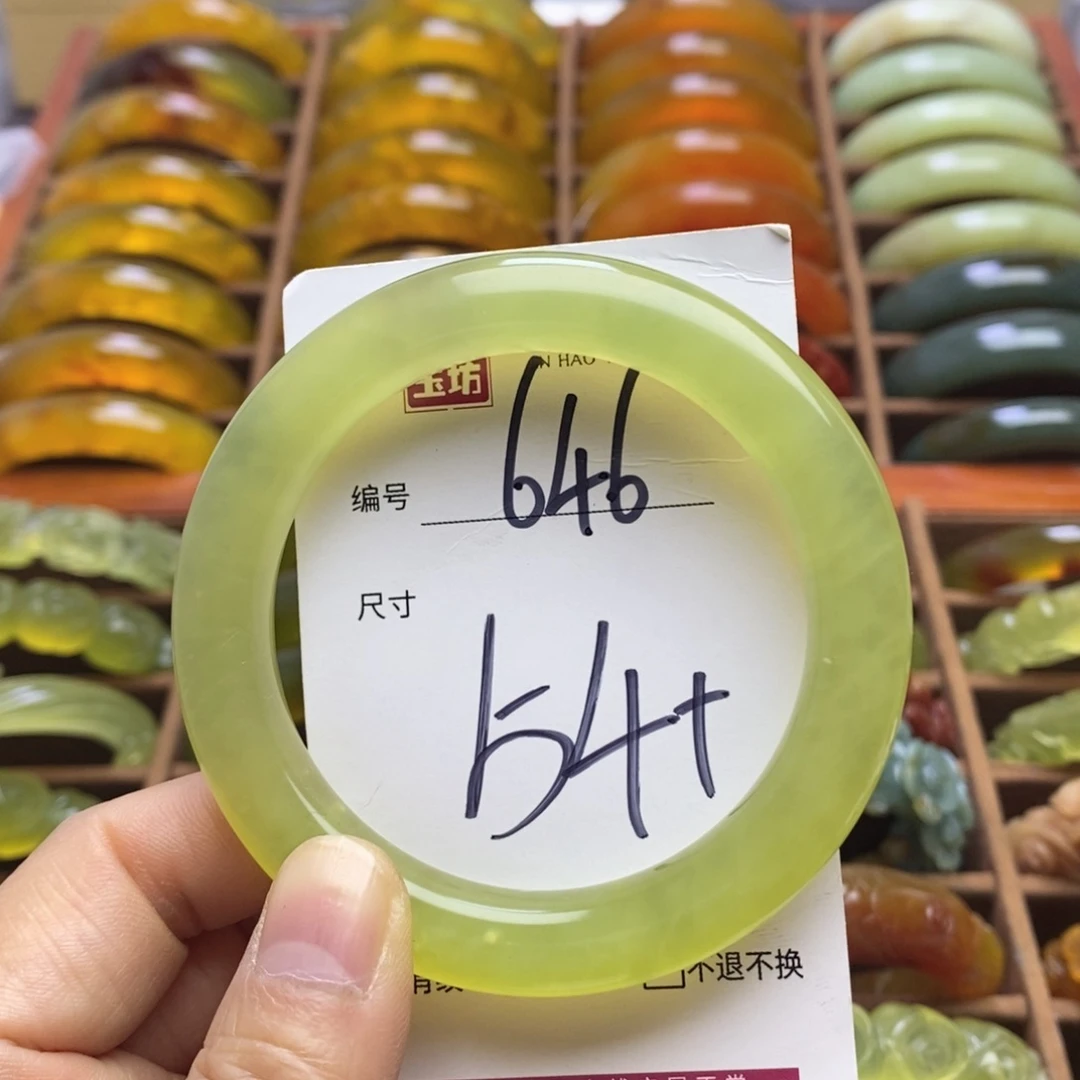 玉坊
N HAO
编号 646
尺寸
54+
不退不换